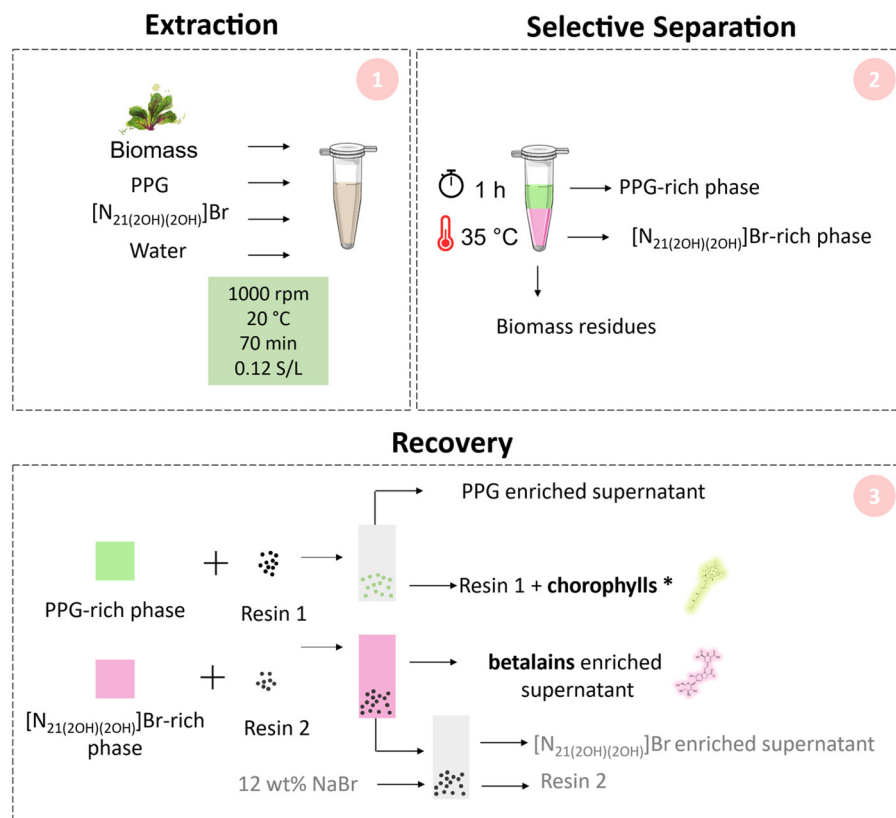 Extraction
1
Biomass
PPG
[N21(2OH)(2OH)]Br
Water
1000 rpm
20 °C
70 min
0.12 S/L
Selective Separation
2
1 h
35 °C
PPG-rich phase
[N21(2OH)(2OH)]Br-rich phase
Biomass residues
Recovery
3
PPG-rich phase
+
Resin 1
PPG enriched supernatant
Resin 1 + chorophylls *
[N21(2OH)(2OH)]Br-rich
phase
+
Resin 2
betalains enriched
supernatant
12 wt% NaBr
[N21(2OH)(2OH)]Br enriched supernatant
Resin 2